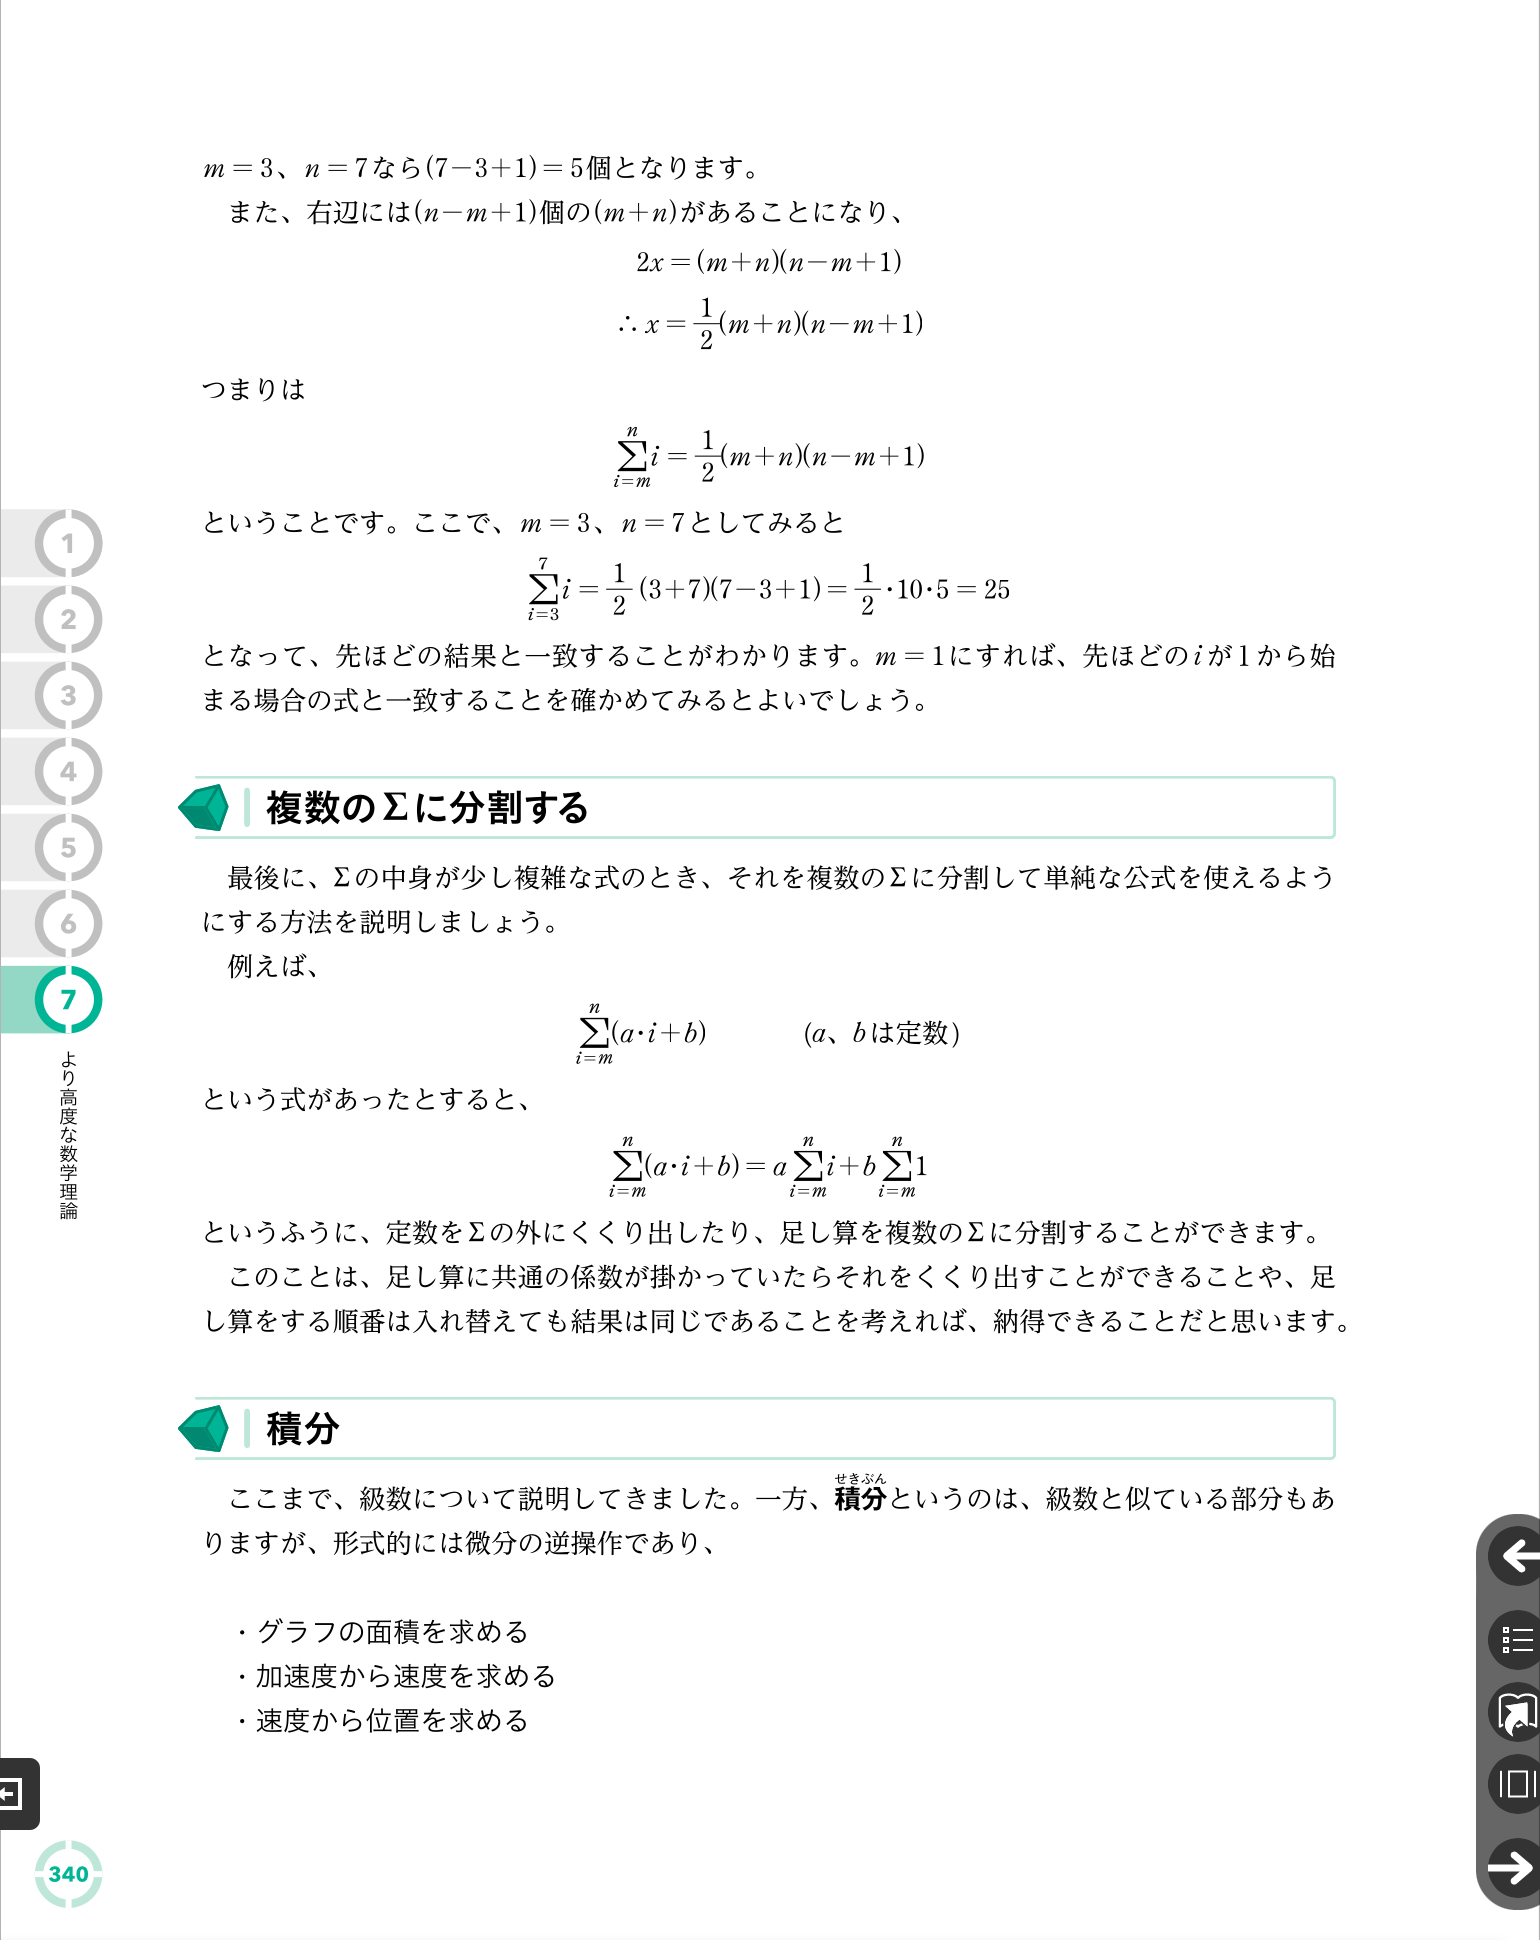 m = 3、n = 7なら(7−3+1) = 5個となります。
また、右辺には(n−m+1)個の(m+n)があることになり、
2x = (m+n)(n−m+1)
∴ x = 1/2(m+n)(n−m+1)
つまりは
∑_{i=m}^{n} i = 1/2(m+n)(n−m+1)
ということです。ここで、m = 3、n = 7としてみると
∑_{i=3}^{7} i = 1/2 (3+7)(7−3+1) = 1/2 ・10・5 = 25
となって、先ほどの結果と一致することがわかります。m = 1にすれば、先ほどのiが1から始
まる場合の式と一致することを確かめてみるとよいでしょう。
複数のΣに分割する
最後に、Σの中身が少し複雑な式のとき、それを複数のΣに分割して単純な公式を使えるよう
にする方法を説明しましょう。
例えば、
∑_{i=m}^{n} (a・i+b) (a、bは定数)
という式があったとすると、
∑_{i=m}^{n} (a・i+b) = a ∑_{i=m}^{n} i + b ∑_{i=m}^{n} 1
というふうに、定数をΣの外にくくり出したり、足し算を複数のΣに分割することができます。
このことは、足し算に共通の係数が掛かっていたらそれをくくり出すことができることや、足
し算をする順番は入れ替えても結果は同じであることを考えれば、納得できることだと思います。
積分
せきぶん
ここまで、級数について説明してきました。一方、積分というのは、級数と似ている部分もあ
りますが、形式的には微分の逆操作であり、
・グラフの面積を求める
・加速度から速度を求める
・速度から位置を求める
1
2
3
4
5
6
7
より高度な数学理論
340